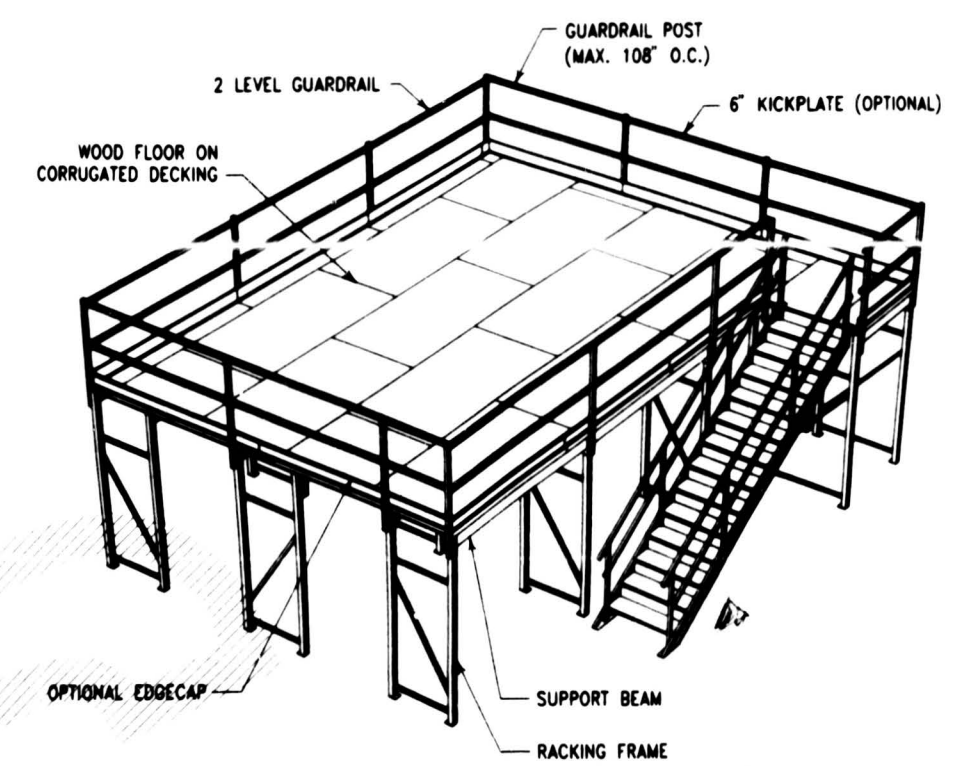 GUARDRAIL POST
(MAX. 108" O.C.)
2 LEVEL GUARDRAIL
6" KICKPLATE (OPTIONAL)
WOOD FLOOR ON
CORRUGATED DECKING
OPTIONAL EDGECAP
SUPPORT BEAM
RACKING FRAME